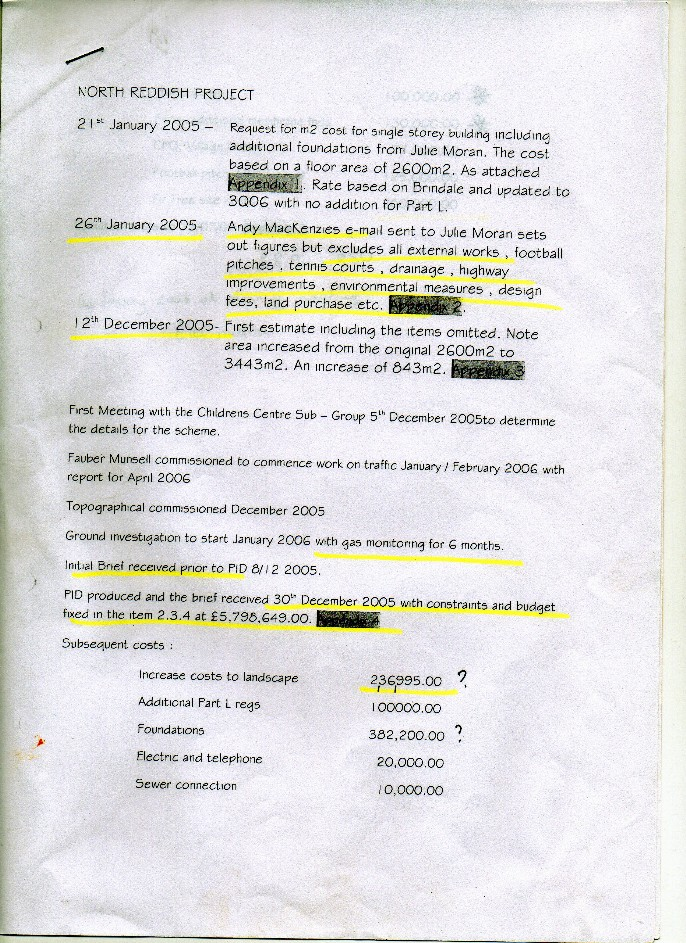 NORTH REDDISH PROJECT
21st January 2005 – Request for m2 cost for single storey building including
additional foundations from Julie Moran. The cost
based on a floor area of 2600m2. As attached
Appendix 1. Rate based on Brindale and updated to
3Q06 with no addition for Part L.
26th January 2005- Andy MacKenzies e-mail sent to Julie Moran sets
out figures but excludes all external works , football
pitches , tennis courts , drainage , highway
improvements , environmental measures , design
fees, land purchase etc. Appendix 2.
12th December 2005- First estimate including the items omitted. Note
area increased from the original 2600m2 to
3443m2. An increase of 843m2. Appendix 3
First Meeting with the Childrens Centre Sub – Group 5th December 2005to determine
the details for the scheme.
Fauber Munsell commissioned to commence work on traffic January / February 2006 with
report for April 2006
Topographical commissioned December 2005
Ground investigation to start January 2006 with gas monitoring for 6 months.
Initial Brief received prior to PID 8/12 2005.
PID produced and the brief received 30th December 2005 with constraints and budget
fixed in the item 2.3.4 at £5,798,649.00.
Subsequent costs :
Increase costs to landscape 236995.00 ?
Additional Part L regs 100000.00
Foundations 382,200.00 ?
Electric and telephone 20,000.00
Sewer connection 10,000.00